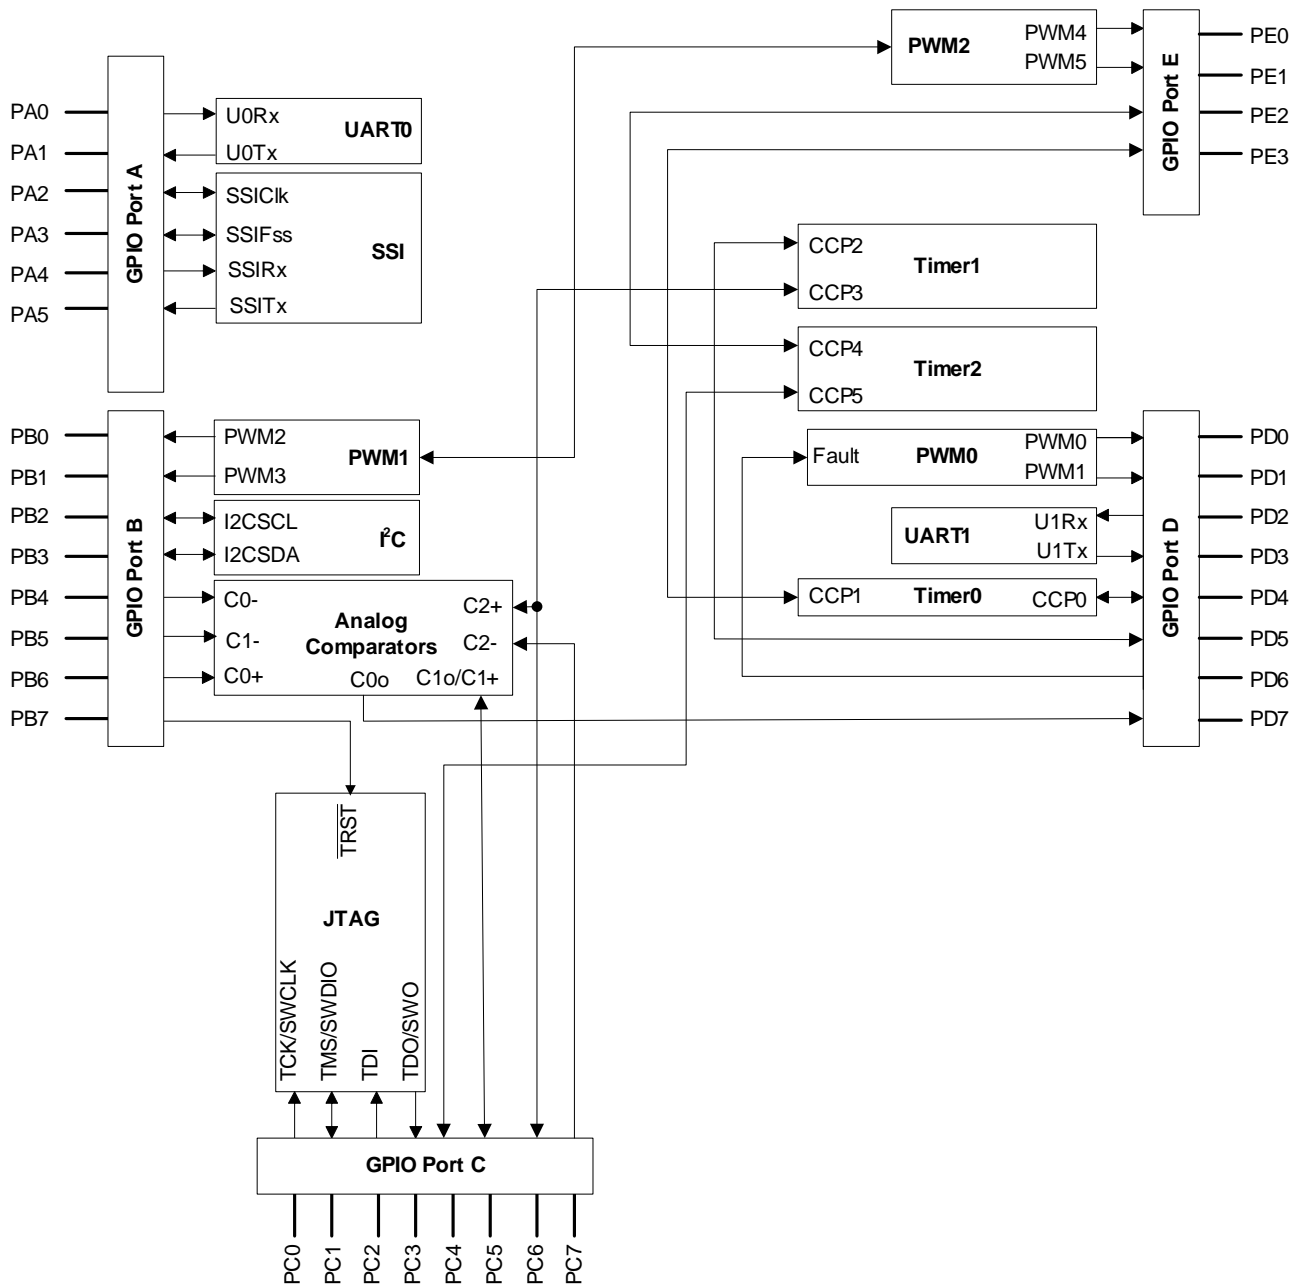 PA0
PA1
PA2
PA3
PA4
PA5
GPIO Port A
U0Rx
U0Tx
UART0
SSIClk
SSIFss
SSIRx
SSITx
SSI
PWM2
PWM4
PWM5
GPIO Port E
PE0
PE1
PE2
PE3
CCP2
CCP3
Timer1
CCP4
CCP5
Timer2
PB0
PB1
PB2
PB3
PB4
PB5
PB6
PB7
GPIO Port B
PWM2
PWM3
PWM1
I2CSCL
I2CSDA
I²C
C0-
C1-
C0+
Analog
Comparators
C2+
C2-
C0o
C1o/C1+
Fault
PWM0
PWM0
PWM1
UART1
U1Rx
U1Tx
CCP1
Timer0
CCP0
GPIO Port D
PD0
PD1
PD2
PD3
PD4
PD5
PD6
PD7
TRST
JTAG
TCK/SWCLK
TMS/SWDIO
TDI
TDO/SWO
GPIO Port C
PC0
PC1
PC2
PC3
PC4
PC5
PC6
PC7